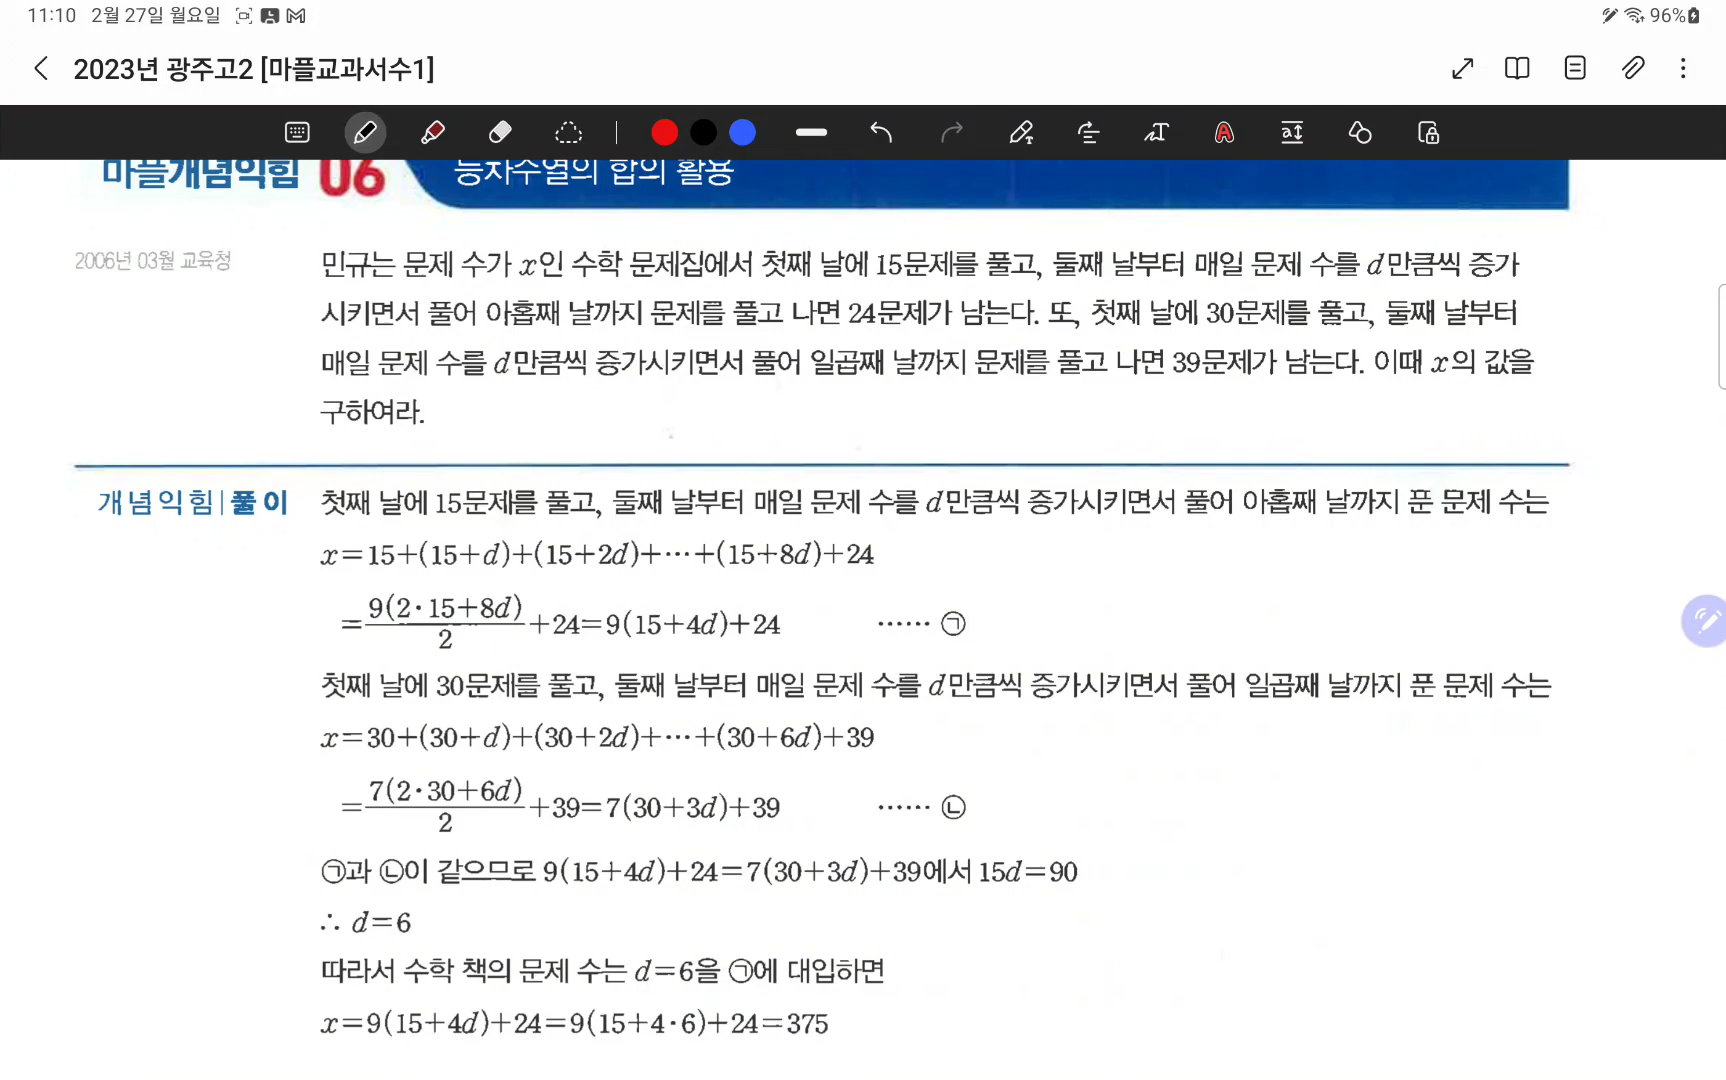 11:10 2월 27일 월요일
96%
2023년 광주고2 [마플교과서수1]
마플개념익힘 06 등차수열의 합의 활용
2006년 03월 교육청
민규는 문제 수가 x인 수학 문제집에서 첫째 날에 15문제를 풀고, 둘째 날부터 매일 문제 수를 d만큼씩 증가
시키면서 풀어 아홉째 날까지 문제를 풀고 나면 24문제가 남는다. 또, 첫째 날에 30문제를 풀고, 둘째 날부터
매일 문제 수를 d만큼씩 증가시키면서 풀어 일곱째 날까지 문제를 풀고 나면 39문제가 남는다. 이때 x의 값을
구하여라.
개념익힘|풀이 첫째 날에 15문제를 풀고, 둘째 날부터 매일 문제 수를 d만큼씩 증가시키면서 풀어 아홉째 날까지 푼 문제 수는
x=15+(15+d)+(15+2d)+⋯+(15+8d)+24
=9(2·15+8d)/2+24=9(15+4d)+24 ⋯⋯ ㉠
첫째 날에 30문제를 풀고, 둘째 날부터 매일 문제 수를 d만큼씩 증가시키면서 풀어 일곱째 날까지 푼 문제 수는
x=30+(30+d)+(30+2d)+⋯+(30+6d)+39
=7(2·30+6d)/2+39=7(30+3d)+39 ⋯⋯ ㉡
㉠과 ㉡이 같으므로 9(15+4d)+24=7(30+3d)+39에서 15d=90
∴ d=6
따라서 수학 책의 문제 수는 d=6을 ㉠에 대입하면
x=9(15+4d)+24=9(15+4·6)+24=375